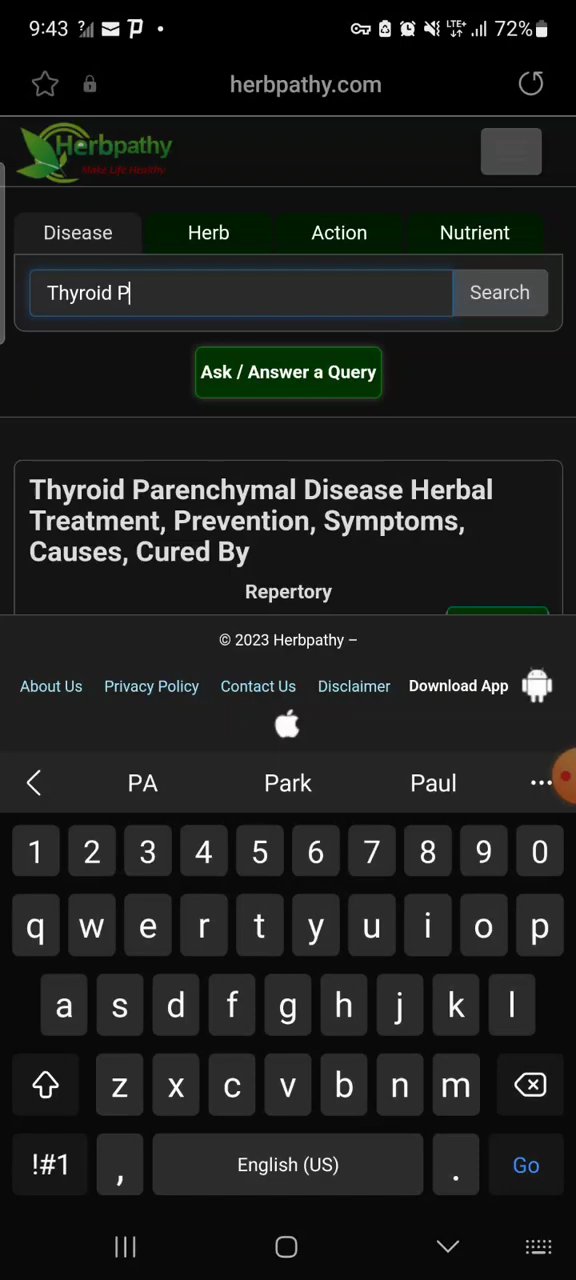 9:43
LTE+
72%
herbpathy.com
Herbpathy
Make Life Healthy
Disease Herb Action Nutrient
Thyroid P Search
Ask / Answer a Query
Thyroid Parenchymal Disease Herbal
Treatment, Prevention, Symptoms,
Causes, Cured By
Repertory
© 2023 Herbpathy –
About Us Privacy Policy Contact Us Disclaimer Download App
PA Park Paul ...
1 2 3 4 5 6 7 8 9 0
q w e r t y u i o p
a s d f g h j k l
z x c v b n m
!#1 , English (US) . Go